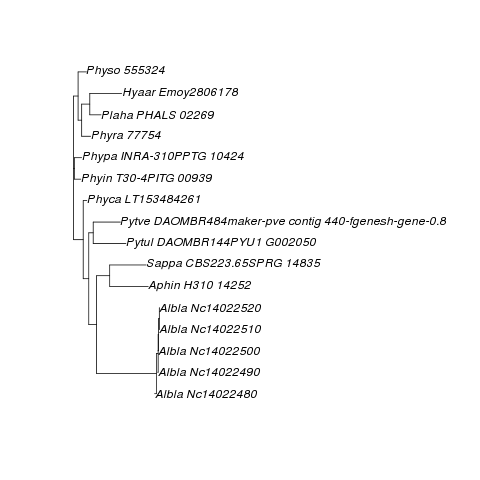 Physo 555324
Hyaar Emoy2806178
Plaha PHALS 02269
Phyra 77754
Phypa INRA-310PPTG 10424
Phyin T30-4PITG 00939
Phyca LT153484261
Pytve DAOMBR484maker-pve contig 440-fgenesh-gene-0.8
Pytul DAOMBR144PYU1 G002050
Sappa CBS223.65SPRG 14835
Aphin H310 14252
Albla Nc14022520
Albla Nc14022510
Albla Nc14022500
Albla Nc14022490
Albla Nc14022480